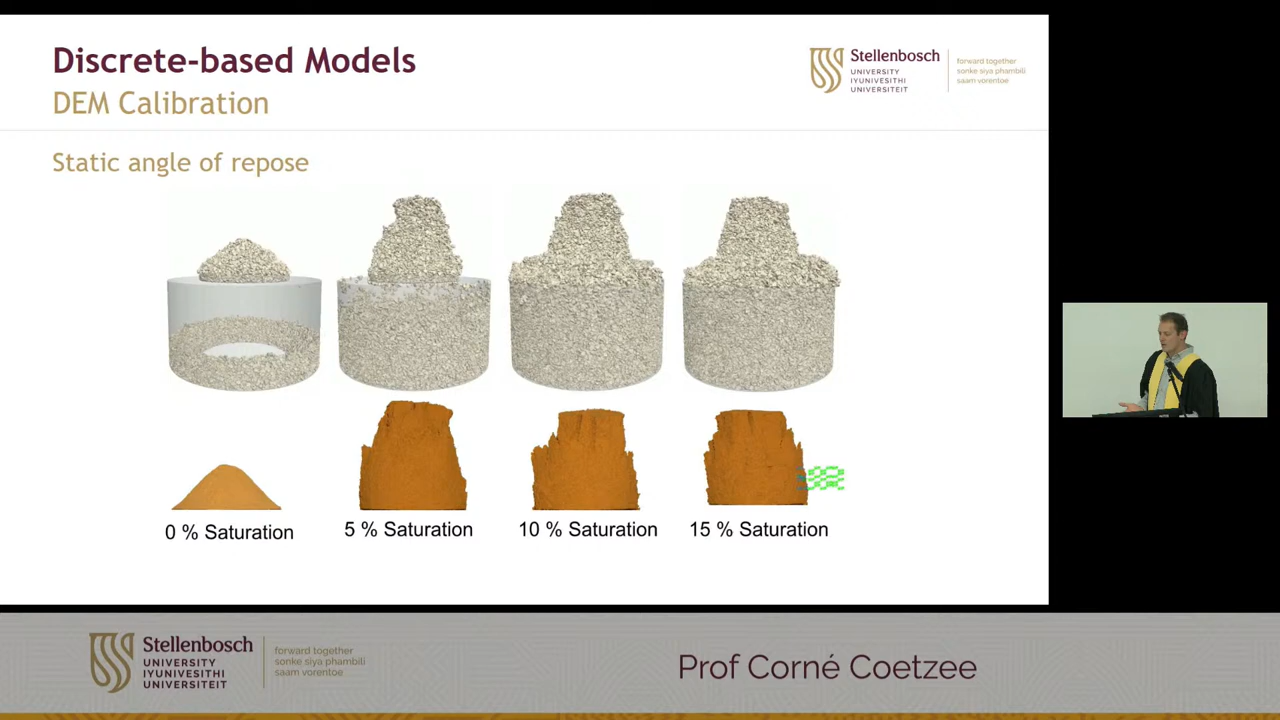 Discrete-based Models
DEM Calibration
Stellenbosch
UNIVERSITY
IYUNIVESITHI
UNIVERSITEIT
forward together
sonke siya phambili
saam vorentoe
Static angle of repose
0 % Saturation
5 % Saturation
10 % Saturation
15 % Saturation
Stellenbosch
UNIVERSITY
IYUNIVESITHI
UNIVERSITEIT
forward together
sonke siya phambili
saam vorentoe
Prof Corné Coetzee